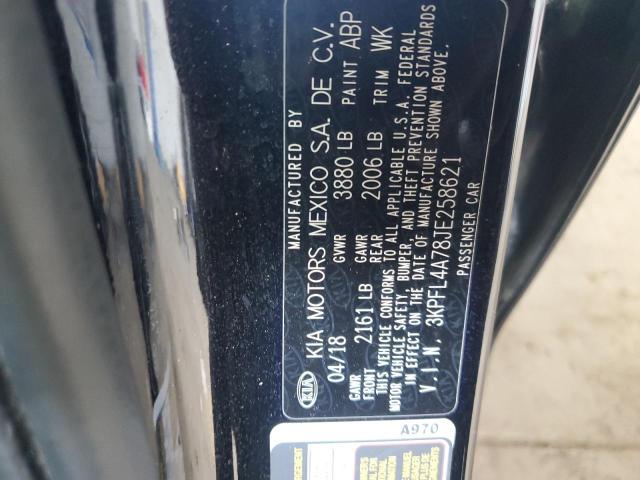 MANUFACTURED BY
KIA KIA MOTORS MEXICO S.A. DE C.V.
04/18 GVWR 3880 LB PAINT ABP
GAWR FRONT 2161 LB GAWR REAR 2006 LB TRIM WK
THIS VEHICLE CONFORMS TO ALL APPLICABLE U.S.A. FEDERAL
MOTOR VEHICLE SAFETY, BUMPER, AND THEFT PREVENTION STANDARDS
IN EFFECT ON THE DATE OF MANUFACTURE SHOWN ABOVE.
V.I.N. 3KPFL4A78JE258621
PASSENGER CAR
A970